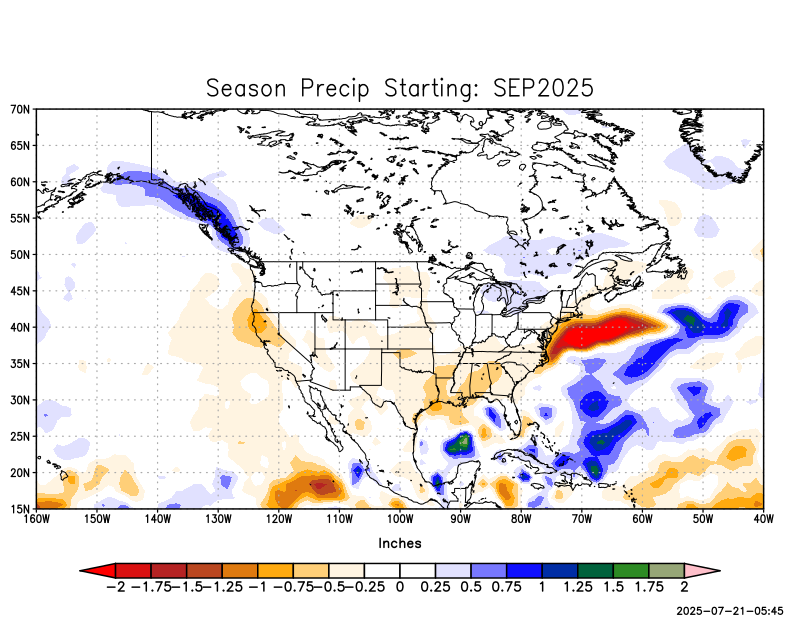 Season Precip Starting: SEP2025
70N
65N
60N
55N
50N
45N
40N
35N
30N
25N
20N
15N
160W 150W 140W 130W 120W 110W 100W 90W 80W 70W 60W 50W 40W
Inches
-2 -1.75 -1.5 -1.25 -1 -0.75 -0.5 -0.25 0 0.25 0.5 0.75 1 1.25 1.5 1.75 2
2025-07-21-05:45